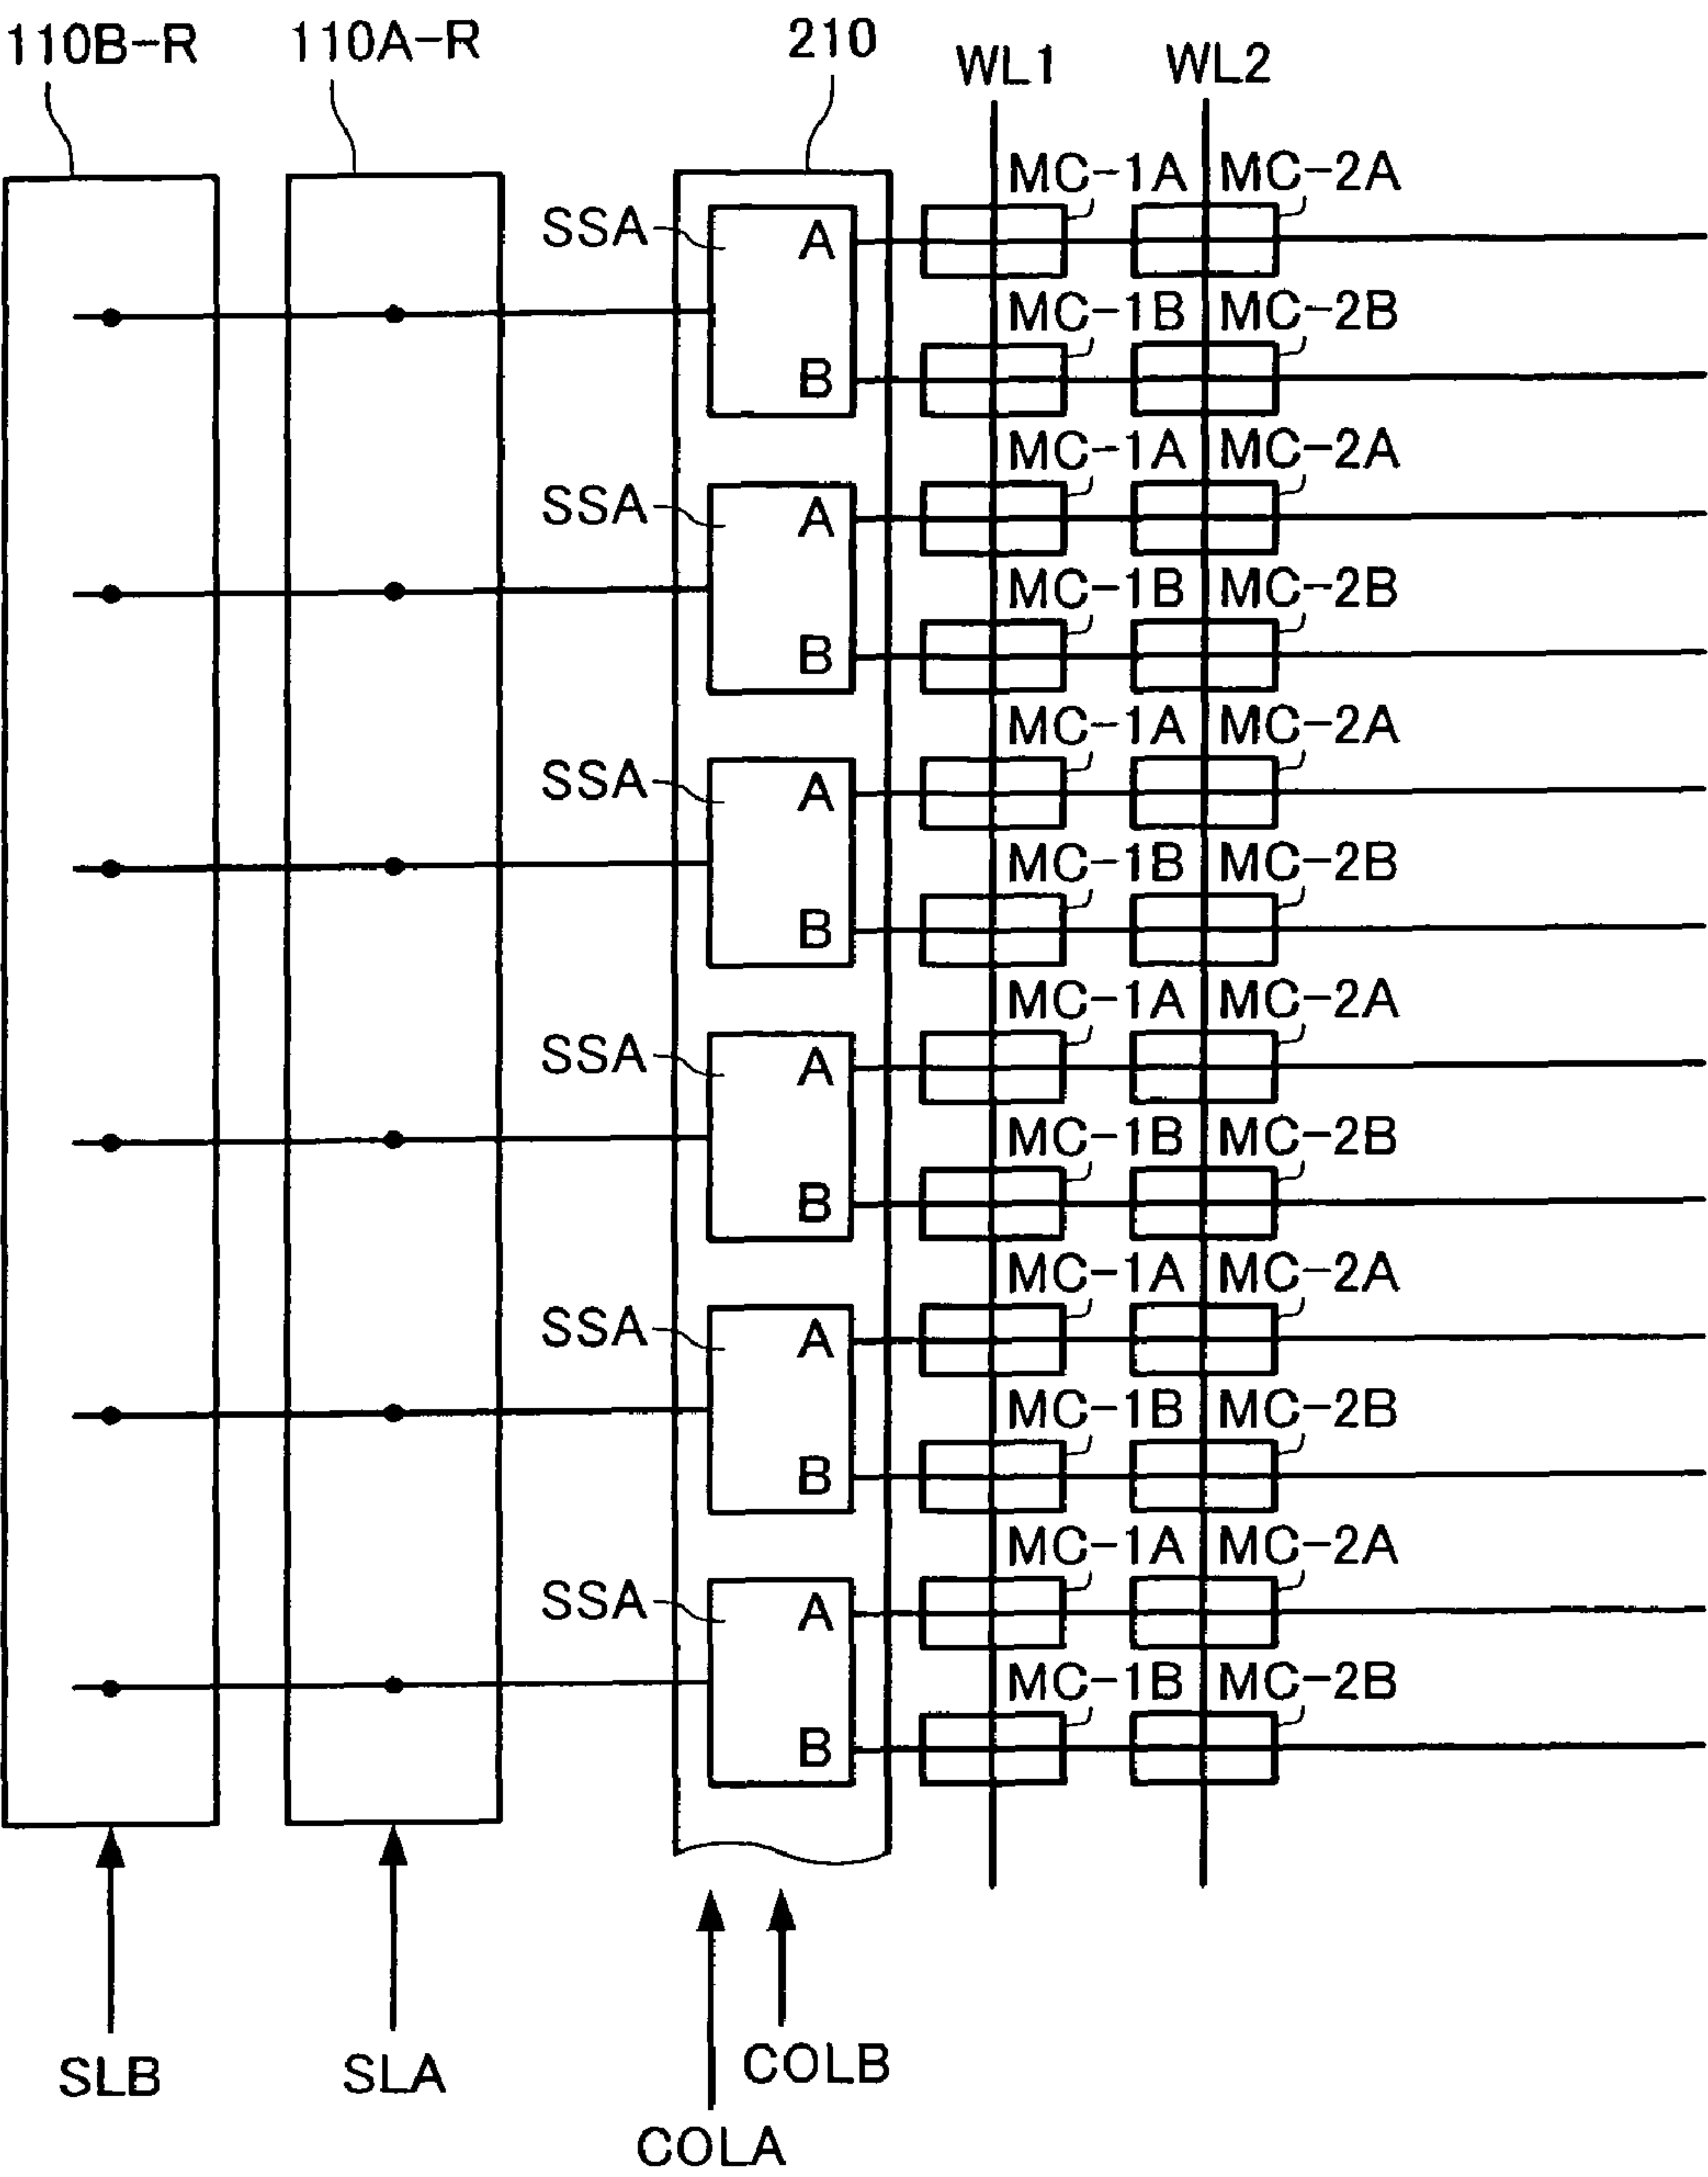 110B-R 110A-R 210 WL1 WL2
MC-1A MC-2A
SSA A
MC-1B MC-2B
B
MC-1A MC-2A
SSA A
MC-1B MC-2B
B
MC-1A MC-2A
SSA A
MC-1B MC-2B
B
MC-1A MC-2A
SSA A
MC-1B MC-2B
B
MC-1A MC-2A
SSA A
MC-1B MC-2B
B
MC-1A MC-2A
SSA A
MC-1B MC-2B
B
SLB SLA COLB
COLA